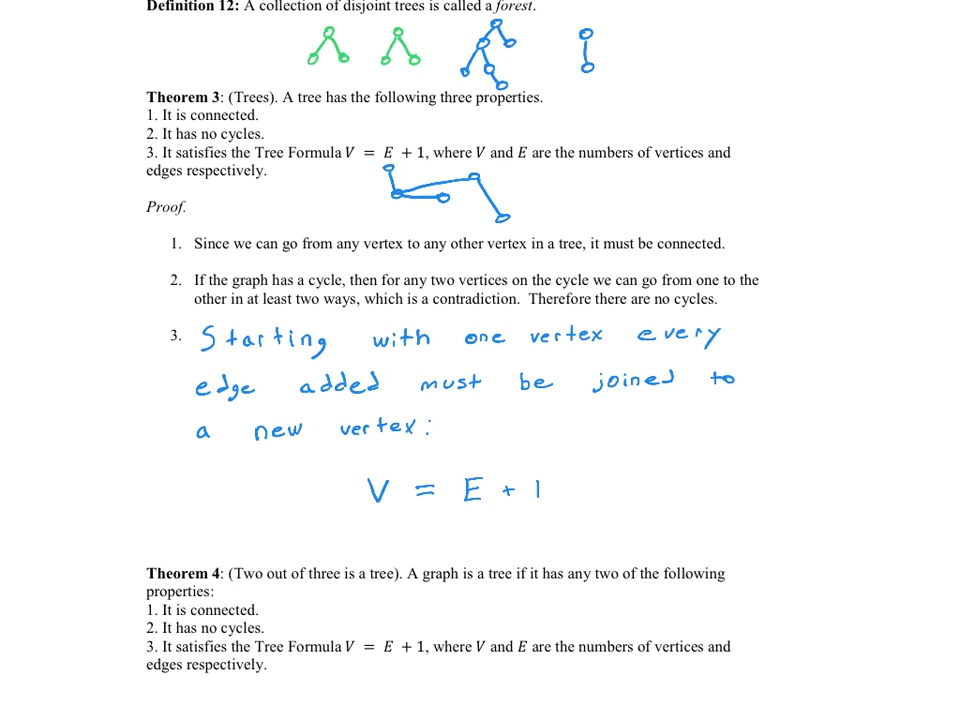 Definition 12: A collection of disjoint trees is called a forest.
Theorem 3: (Trees). A tree has the following three properties.
1. It is connected.
2. It has no cycles.
3. It satisfies the Tree Formula V = E + 1, where V and E are the numbers of vertices and
edges respectively.
Proof.
1. Since we can go from any vertex to any other vertex in a tree, it must be connected.
2. If the graph has a cycle, then for any two vertices on the cycle we can go from one to the
other in at least two ways, which is a contradiction. Therefore there are no cycles.
3. Starting with one vertex every
edge added must be joined to
a new vertex:
V = E + 1
Theorem 4: (Two out of three is a tree). A graph is a tree if it has any two of the following
properties:
1. It is connected.
2. It has no cycles.
3. It satisfies the Tree Formula V = E + 1, where V and E are the numbers of vertices and
edges respectively.